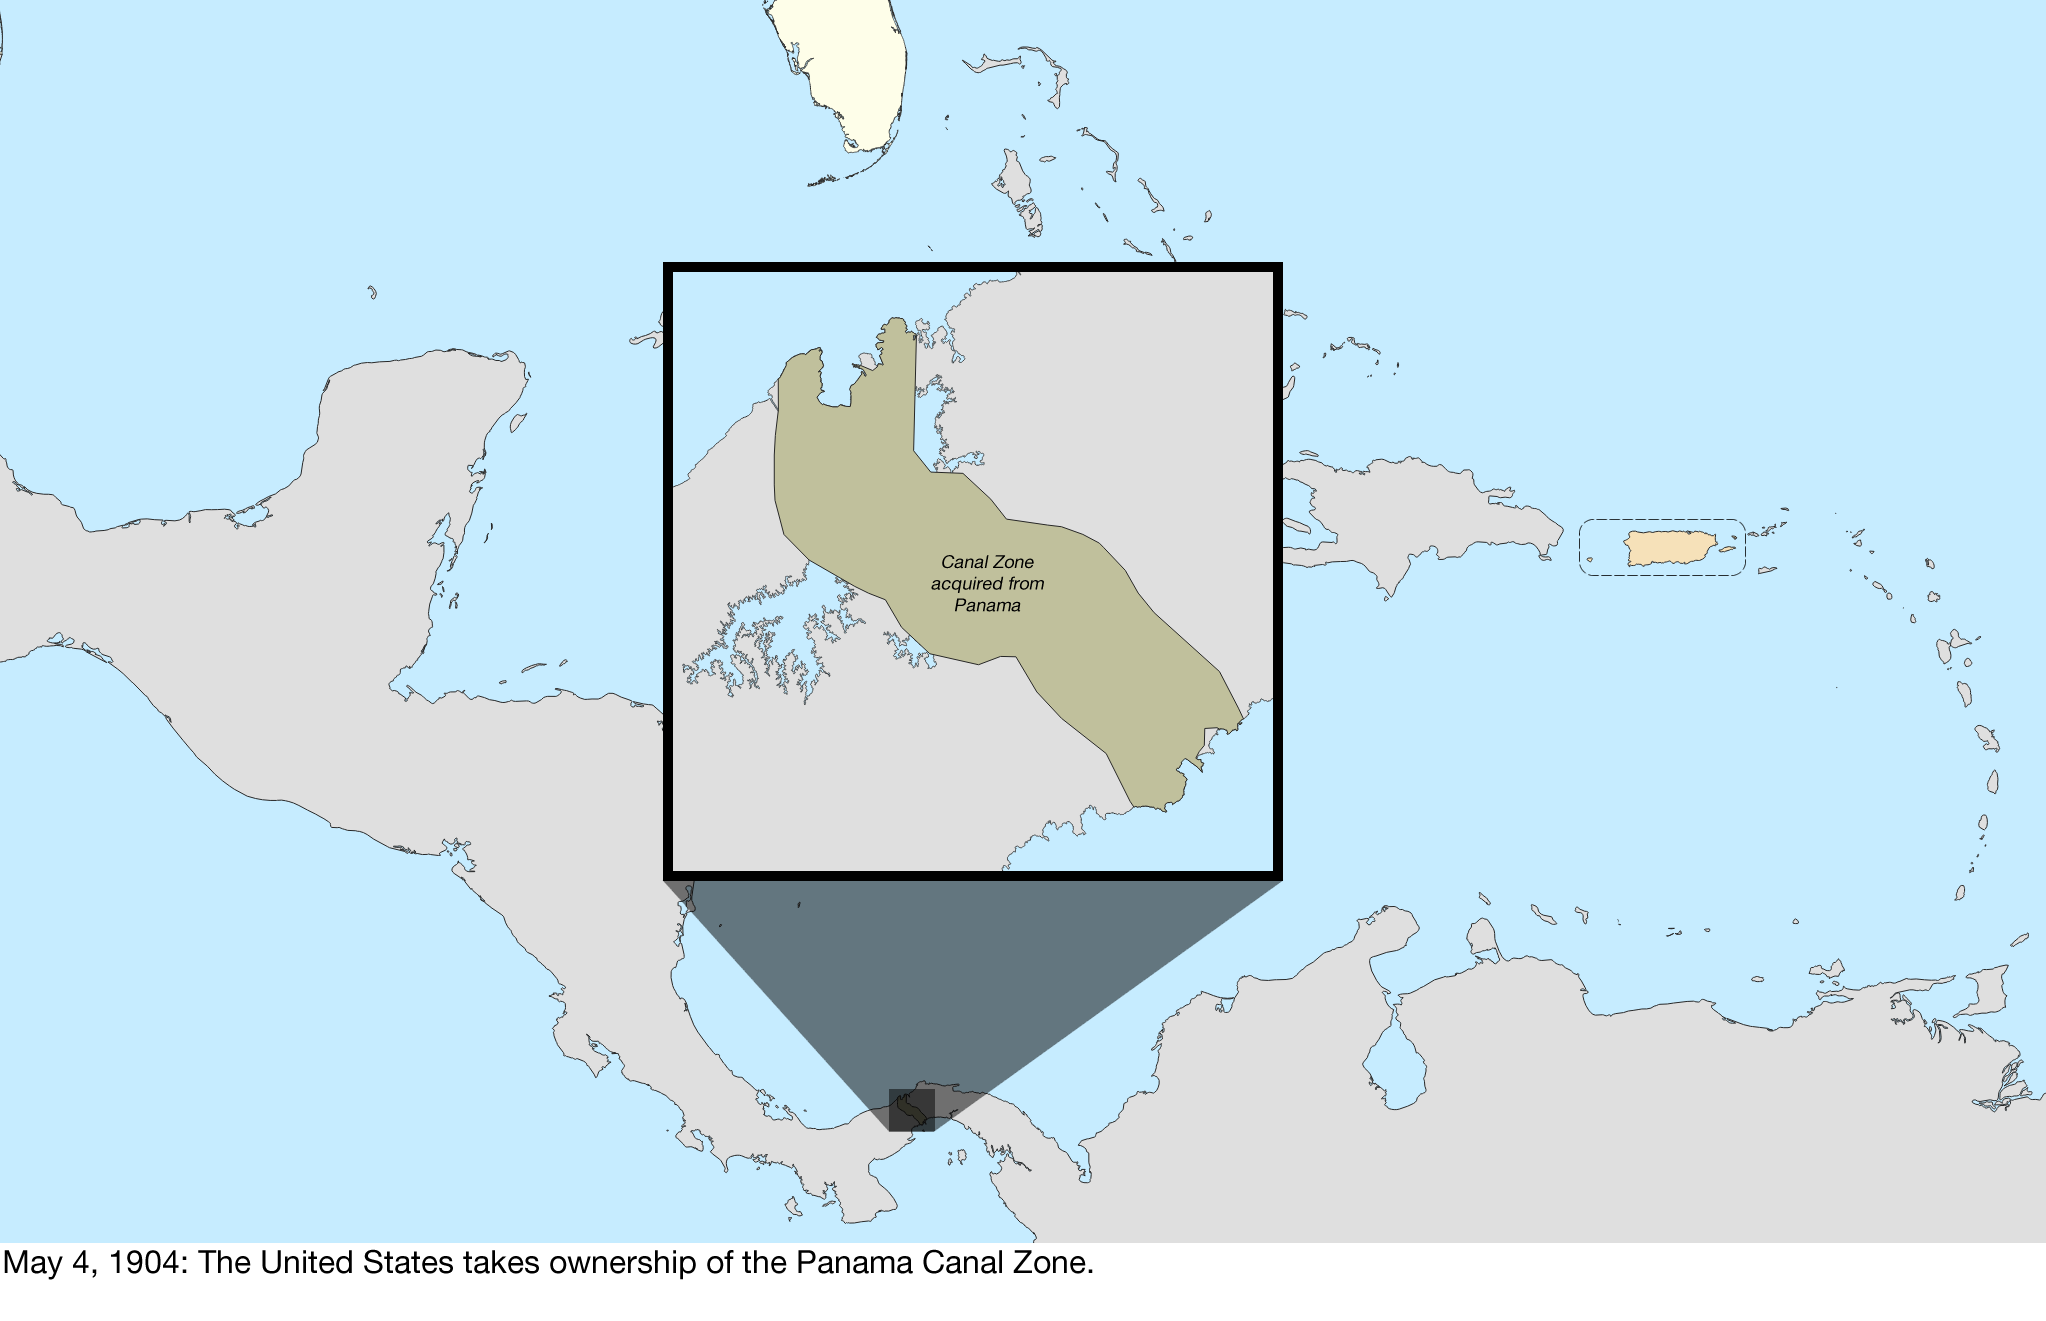 Canal Zone
acquired from
Panama
May 4, 1904: The United States takes ownership of the Panama Canal Zone.